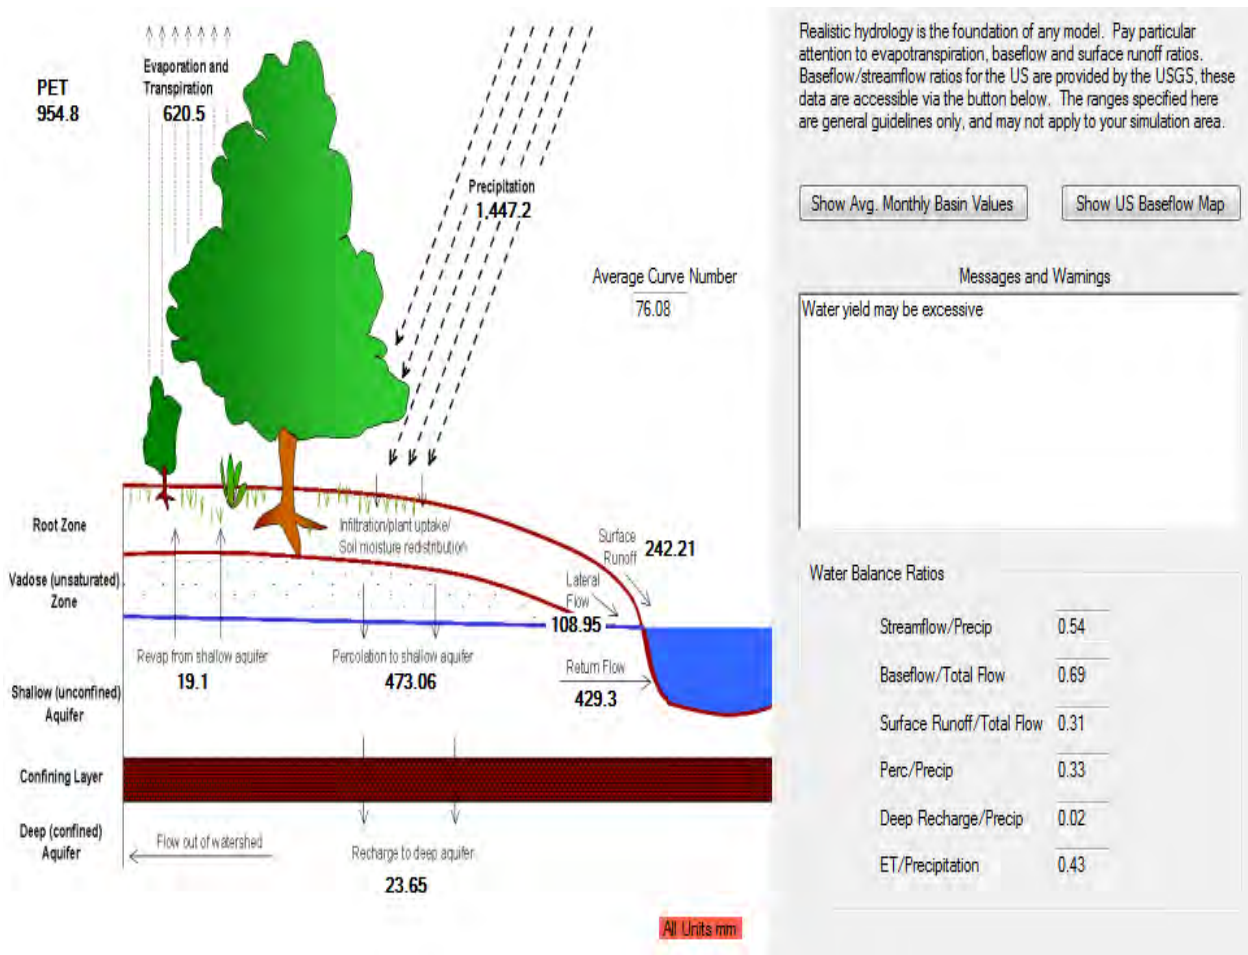 PET
954.8
Evaporation and
Transpiration
620.5
Precipitation
1,447.2
Average Curve Number
76.08
Root Zone
Infiltration/plant uptake/
Soil moisture redistribution
Surface
Runoff
242.21
Vadose (unsaturated)
Zone
Lateral
Flow
108.95
Revap from shallow aquifer
19.1
Percolation to shallow aquifer
473.06
Return Flow
429.3
Shallow (unconfined)
Aquifer
Confining Layer
Deep (confined)
Aquifer
Flow out of watershed
Recharge to deep aquifer
23.65
All Units mm
Realistic hydrology is the foundation of any model. Pay particular
attention to evapotranspiration, baseflow and surface runoff ratios.
Baseflow/streamflow ratios for the US are provided by the USGS, these
data are accessible via the button below. The ranges specified here
are general guidelines only, and may not apply to your simulation area.
Show Avg. Monthly Basin Values
Show US Baseflow Map
Messages and Warnings
Water yield may be excessive
Water Balance Ratios
Streamflow/Precip 0.54
Baseflow/Total Flow 0.69
Surface Runoff/Total Flow 0.31
Perc/Precip 0.33
Deep Recharge/Precip 0.02
ET/Precipitation 0.43